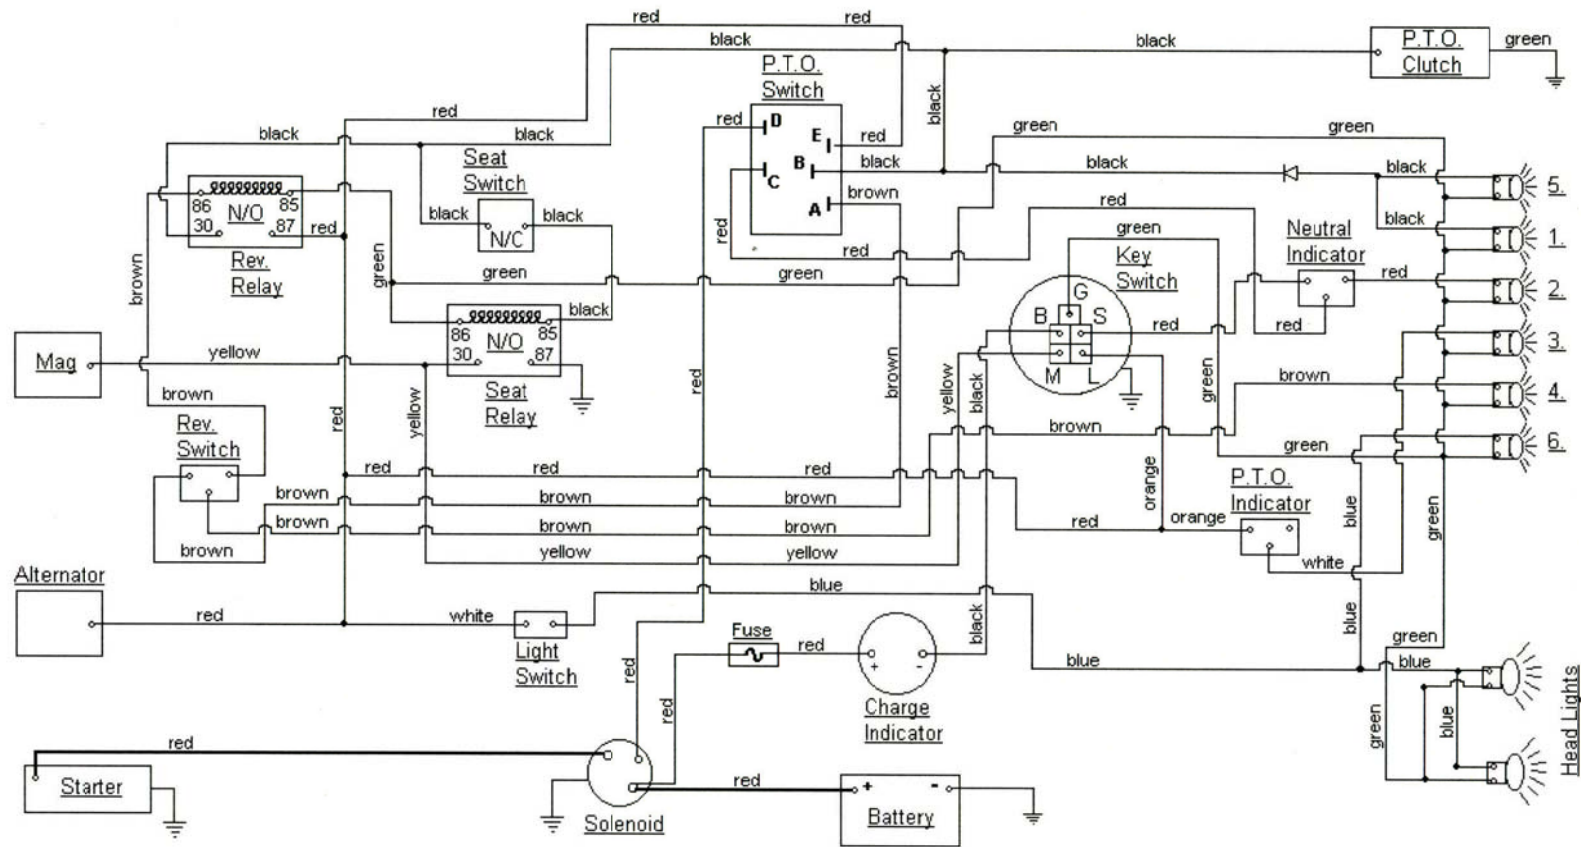 red
red
black
black
P.T.O.
Clutch
green
P.T.O.
Switch
red
black
black
red
D
E
red
black
green
green
Seat
Switch
C
B
black
black
black
5.
86
85
30
N/O
87
red
black
black
N/C
A
brown
red
red
green
black
1.
Neutral
Indicator
Rev.
Relay
brown
green
green
green
red
Key
Switch
red
2.
black
G
B
S
red
red
86
85
30
N/O
87
3.
Mag
yellow
M
L
Seat
Relay
brown
red
brown
yellow
black
green
brown
4.
Rev.
Switch
red
yellow
brown
green
6.
red
red
red
P.T.O.
Indicator
orange
brown
brown
brown
brown
red
orange
blue
green
brown
yellow
yellow
white
Alternator
blue
red
white
Light
Switch
Fuse
red
black
blue
green
blue
blue
+
-
red
red
Charge
Indicator
green
blue
Head Lights
red
Starter
Solenoid
red
+
-
Battery